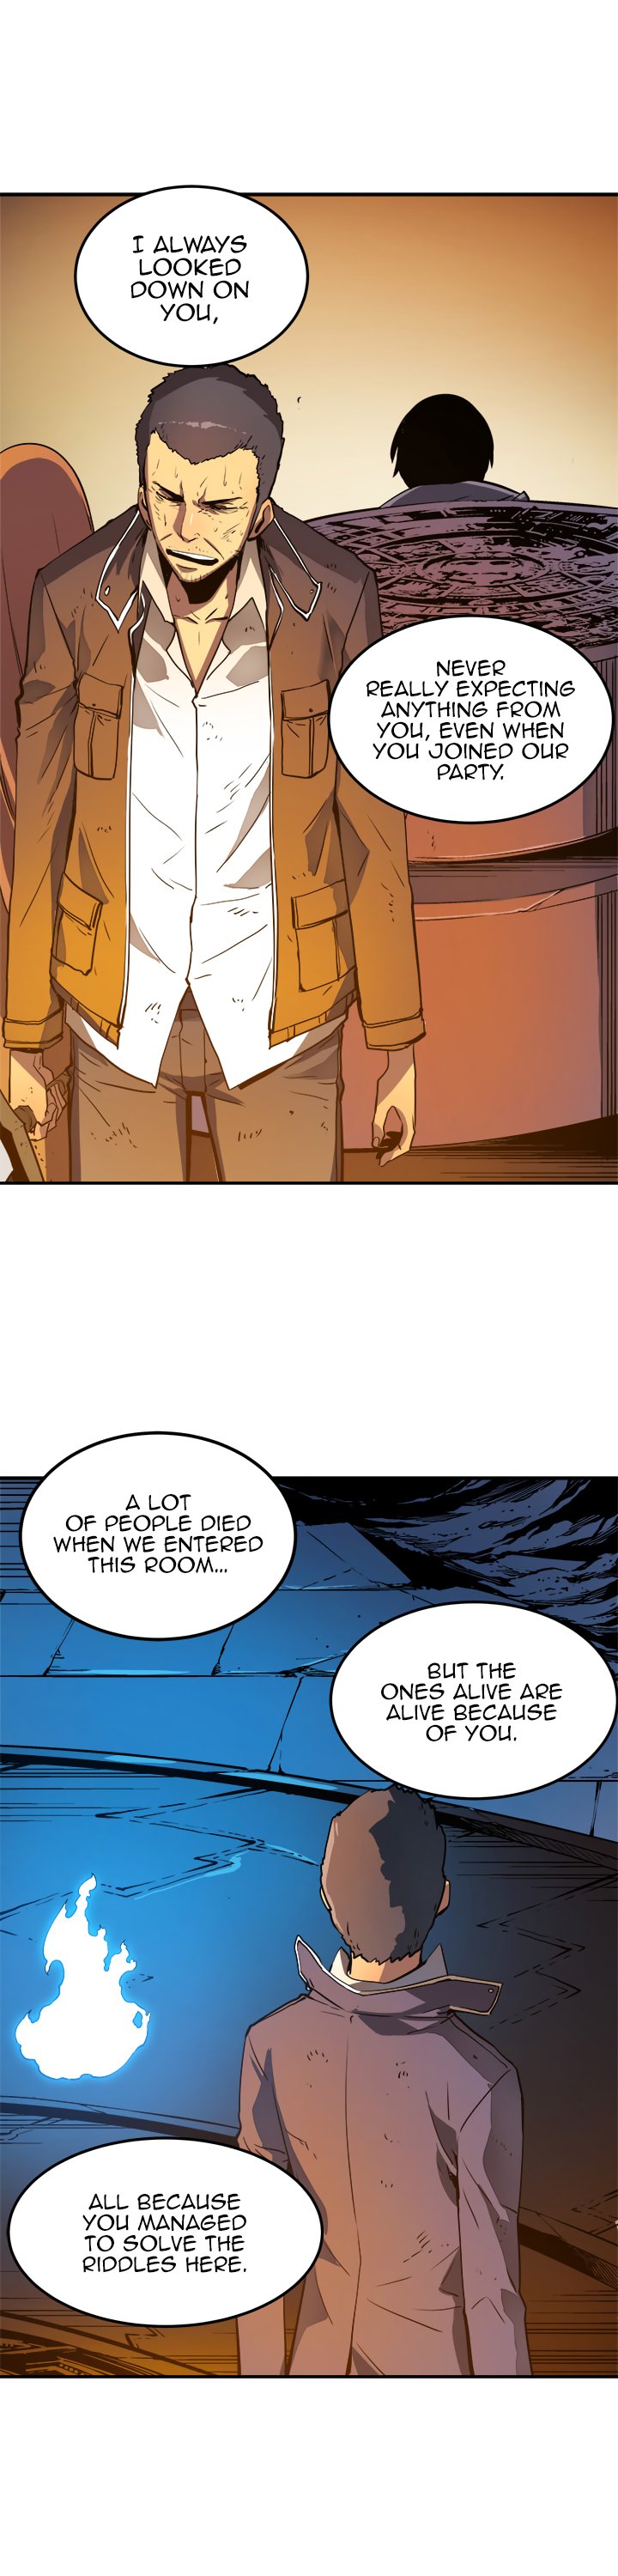 I ALWAYS
LOOKED
DOWN ON
YOU,
NEVER
REALLY EXPECTING
ANYTHING FROM
YOU, EVEN WHEN
YOU JOINED OUR
PARTY.
A LOT
OF PEOPLE DIED
WHEN WE ENTERED
THIS ROOM...
BUT THE
ONES ALIVE ARE
ALIVE BECAUSE
OF YOU.
ALL BECAUSE
YOU MANAGED
TO SOLVE THE
RIDDLES HERE.